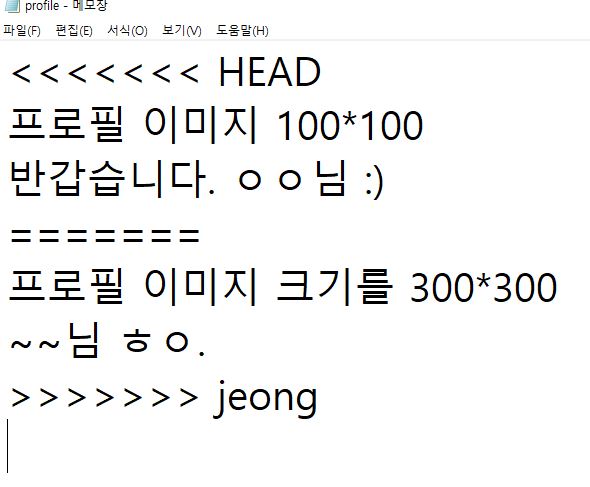 profile - 메모장
파일(F) 편집(E) 서식(O) 보기(V) 도움말(H)
<<<<<<< HEAD
프로필 이미지 100*100
반갑습니다. ㅇㅇ님 :)
=======
프로필 이미지 크기를 300*300
~~님 ㅎㅇ.
>>>>>>> jeong